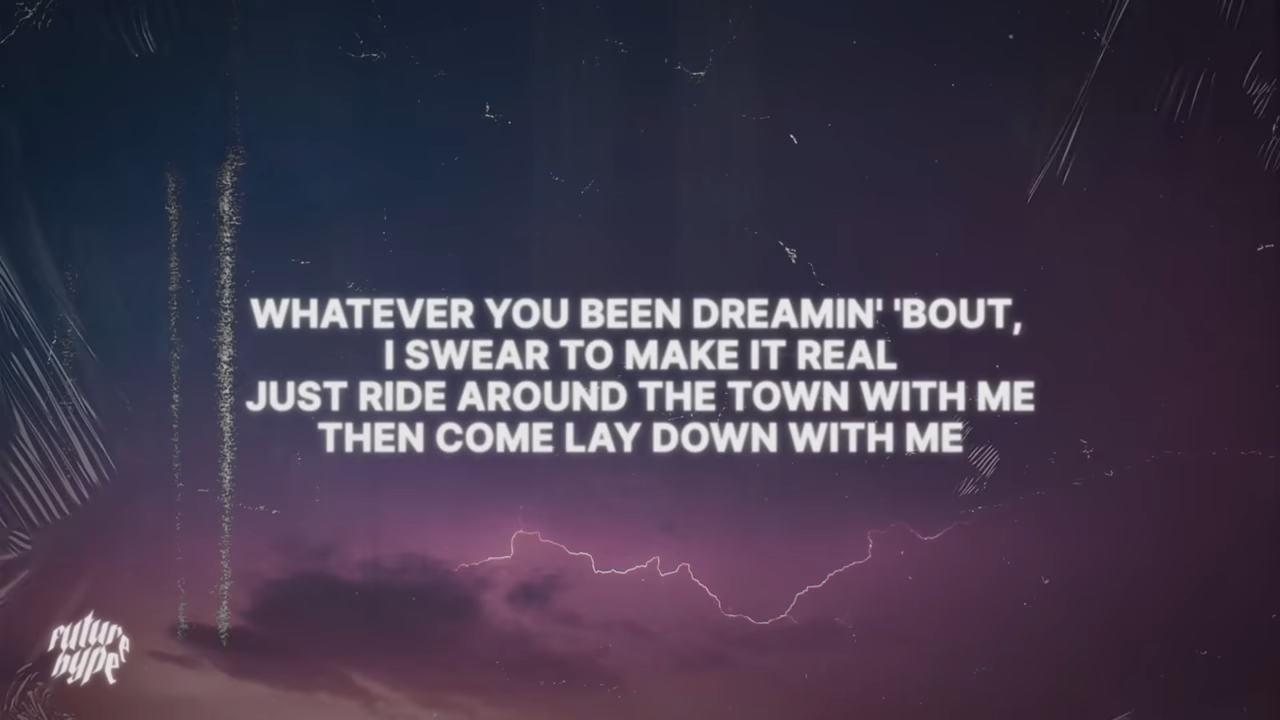 WHATEVER YOU BEEN DREAMIN' 'BOUT,
I SWEAR TO MAKE IT REAL
JUST RIDE AROUND THE TOWN WITH ME
THEN COME LAY DOWN WITH ME
future
hype